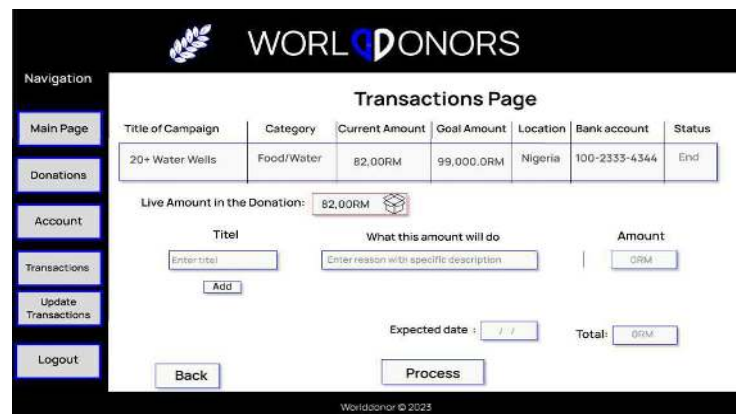 WORLDDONORS
Navigation
Transactions Page
Main Page
Title of Campaign Category Current Amount Goal Amount Location Bank account Status
20+ Water Wells Food/Water 82,00RM 99,000.0RM Nigeria 100-2333-4344 End
Donations
Live Amount in the Donation: 82,00RM
Account
Titel What this amount will do Amount
Transactions
Enter titel Enter reason with specific description 0RM
Add
Update
Transactions
Expected date : / / Total: 0RM
Logout
Back Process
Worlddonor © 2023